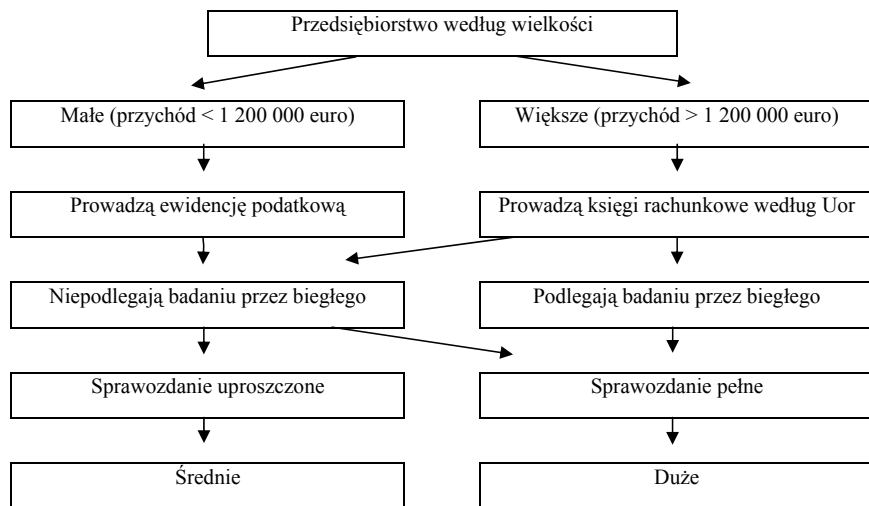 Przedsiębiorstwo według wielkości
Małe (przychód < 1 200 000 euro)
Większe (przychód > 1 200 000 euro)
Prowadzą ewidencję podatkową
Prowadzą księgi rachunkowe według Uor
Niepodlegają badaniu przez biegłego
Podlegają badaniu przez biegłego
Sprawozdanie uproszczone
Sprawozdanie pełne
Średnie
Duże